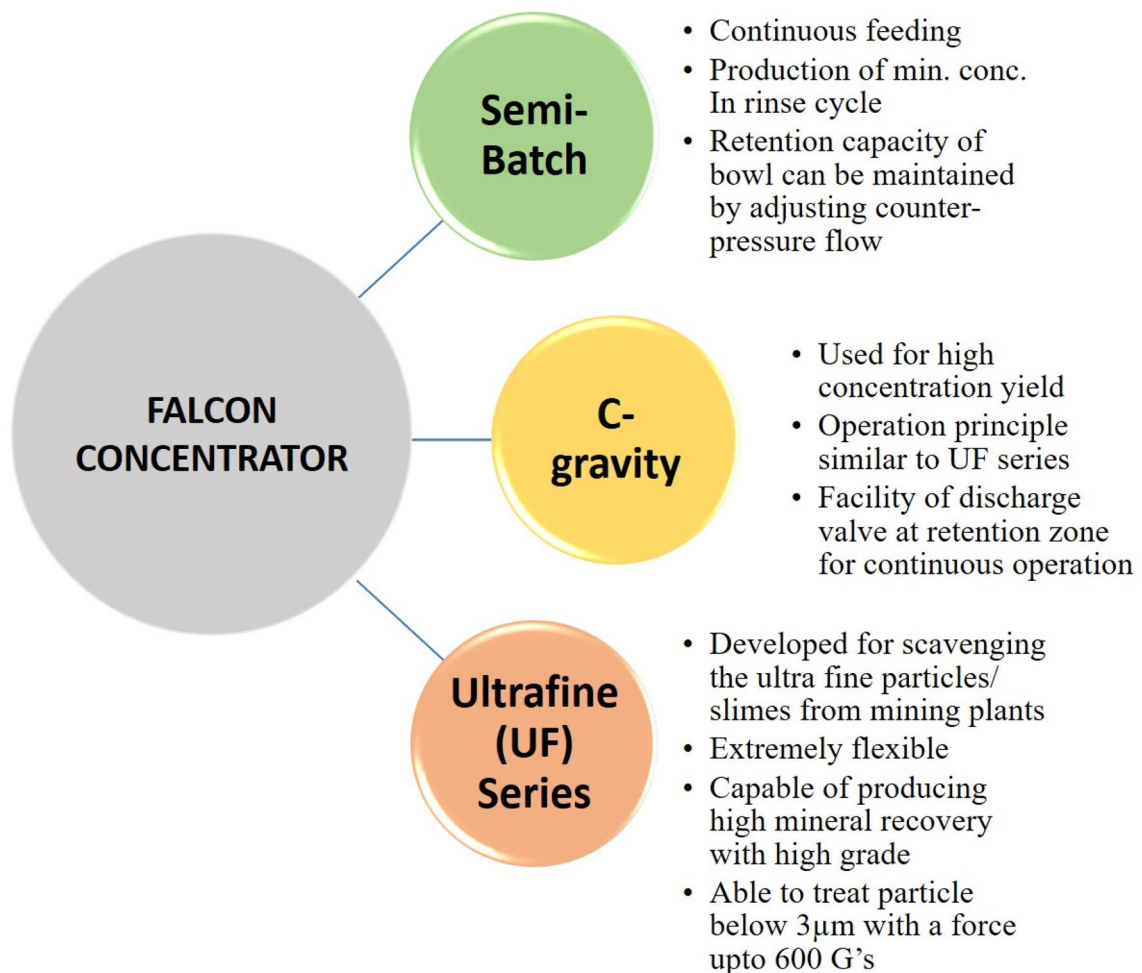 FALCON
CONCENTRATOR
Semi-
Batch
• Continuous feeding
• Production of min. conc.
In rinse cycle
• Retention capacity of
bowl can be maintained
by adjusting counter-
pressure flow
C-
gravity
• Used for high
concentration yield
• Operation principle
similar to UF series
• Facility of discharge
valve at retention zone
for continuous operation
Ultrafine
(UF)
Series
• Developed for scavenging
the ultra fine particles/
slimes from mining plants
• Extremely flexible
• Capable of producing
high mineral recovery
with high grade
• Able to treat particle
below 3µm with a force
upto 600 G's